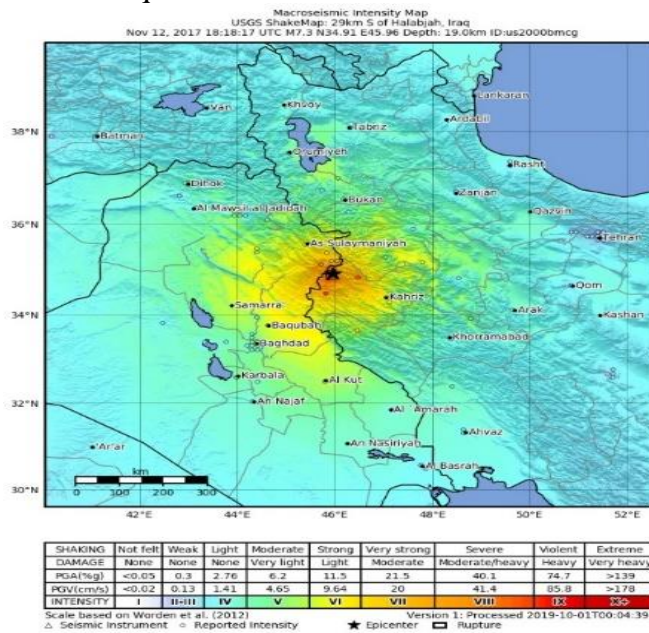 Macroseismic Intensity Map
USGS ShakeMap: 29km S of Halabjah, Iraq
Nov 12, 2017 18:18:17 UTC M7.3 N34.91 E45.96 Depth: 19.0km ID:us2000bmcg
Lankaran
Van
Khvoy
38°N
Batman
Tabriz
Ardabil
Orumiyeh
Rasht
Dihok
Bukan
Zanjan
Al Mawsil al Jadidah
Qazvin
36°N
As Sulaymaniyah
Tehran
Qom
Samarra
Kahriz
34°N
Arak
Kashan
Baqubah
Baghdad
Khorramabad
Karbala
Al Kut
32°N
An Najaf
Al Amarah
Ahvaz
'Ar'ar
An Nasiriyah
km
Al Basrah
0 100 200 300
30°N
42°E 44°E 46°E 48°E 50°E 52°E
SHAKING Not felt Weak Light Moderate Strong Very strong Severe Violent Extreme
DAMAGE None None None Very light Light Moderate Moderate/heavy Heavy Very heavy
PGA(%g) <0.05 0.3 2.76 6.2 11.5 21.5 40.1 74.7 >139
PGV(cm/s) <0.02 0.13 1.41 4.65 9.64 20 41.4 85.8 >178
INTENSITY I II-III IV V VI VII VIII IX X+
Scale based on Worden et al. (2012) Version 1: Processed 2019-10-01T00:04:39
△ Seismic Instrument ○ Reported Intensity ★ Epicenter Rupture